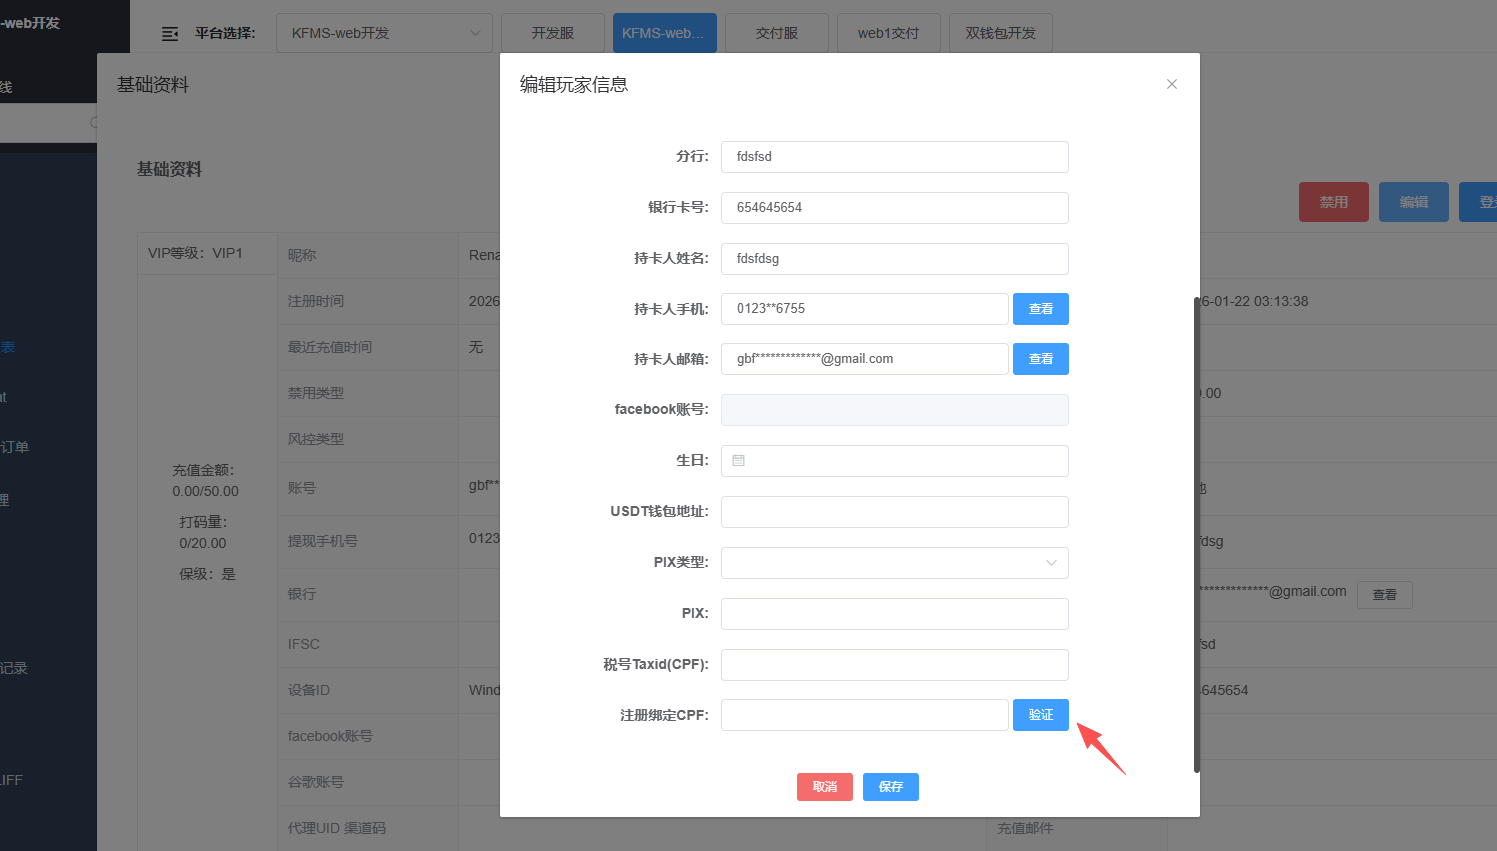 -web开发
平台选择:
KFMS-web开发
开发服
KFMS-web...
交付服
web1交付
双钱包开发
线
基础资料
基础资料
禁用
编辑
VIP等级：VIP1
昵称
Rena
注册时间
2026
6-01-22 03:13:38
最近充值时间
无
表
禁用类型
.00
nt
风控类型
订单
充值金额：
0.00/50.00
账号
gbf**
理
打码量：
0/20.00
提现手机号
0123
fdsg
保级：是
银行
*************@gmail.com
查看
IFSC
sd
记录
设备ID
Wind
645654
facebook账号
IFF
谷歌账号
代理UID 渠道码
充值邮件
编辑玩家信息
分行:
fdsfsd
银行卡号:
654645654
持卡人姓名:
fdsfdsg
持卡人手机:
0123**6755
查看
持卡人邮箱:
gbf*************@gmail.com
查看
facebook账号:
生日:
USDT钱包地址:
PIX类型:
PIX:
税号Taxid(CPF):
注册绑定CPF:
验证
取消
保存